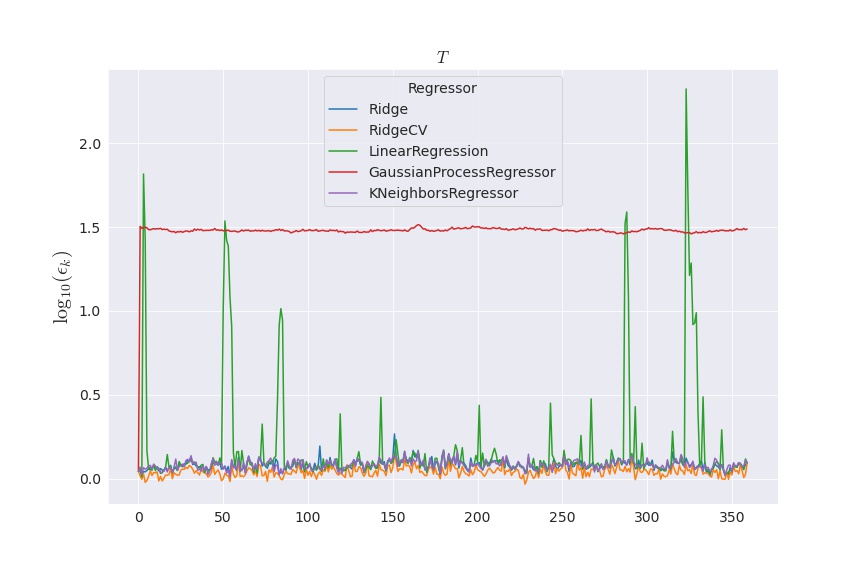 T
Regressor
Ridge
RidgeCV
LinearRegression
GaussianProcessRegressor
KNeighborsRegressor
log₁₀(ϵₖ)
2.0
1.5
1.0
0.5
0.0
0 50 100 150 200 250 300 350